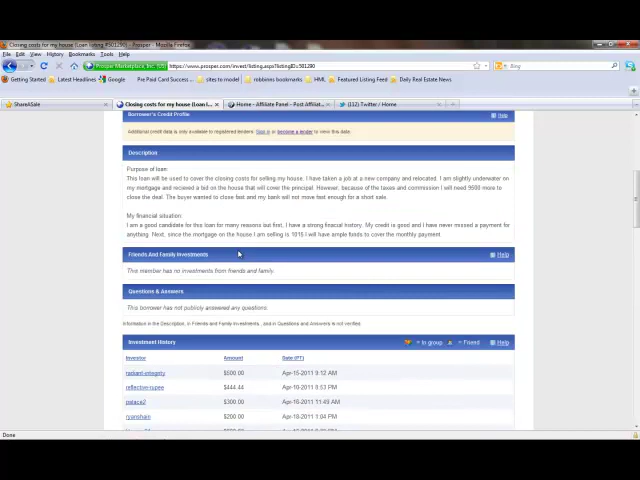 Closing costs for my house (Loan listing #501290) - Prosper - Mozilla Firefox
File Edit View History Bookmarks Tools Help
Prosper Marketplace, Inc. (US) https://www.prosper.com/invest/listing.aspx?listingID=501290 Bing
Getting Started Latest Headlines Google Pre Paid Card Success ... sites to model robbins bookmarks HML Featured Listing Feed Daily Real Estate News
ShareASale Closing costs for my house (Loan l... Home - Affiliate Panel - Post Affiliat... (112) Twitter / Home
Borrower's Credit Profile Help
Additional credit data is only available to registered lenders. Sign in or become a lender to view this data.
Description
Purpose of loan:
This loan will be used to cover the closing costs for selling my house. I have taken a job at a new company and relocated. I am slightly underwater on
my mortgage and recieved a bid on the house that will cover the principal. However, because of the taxes and commission I will need 9500 more to
close the deal. The buyer wanted to close fast and my bank will not move fast enough for a short sale.
My financial situation:
I am a good candidate for this loan for many reasons but first, I have a strong finacial history. My credit is good and I have never missed a payment for
anything. Next, since the mortgage on the house I am selling is 1016 I will have ample funds to cover the monthly payment.
Friends And Family Investments Help
This member has no investments from friends and family.
Questions & Answers
This borrower has not publicly answered any questions.
Information in the Description, in Friends and Family Investments, and in Questions and Answers is not verified.
Investment History = In group = Friend Help
Investor Amount Date (PT)
radiant-integrity $500.00 Apr-15-2011 9:12 AM
reflective-rupee $444.44 Apr-19-2011 8:53 PM
palace2 $300.00 Apr-16-2011 11:49 AM
$200.00 Apr-19-2011 1:04 PM
Done